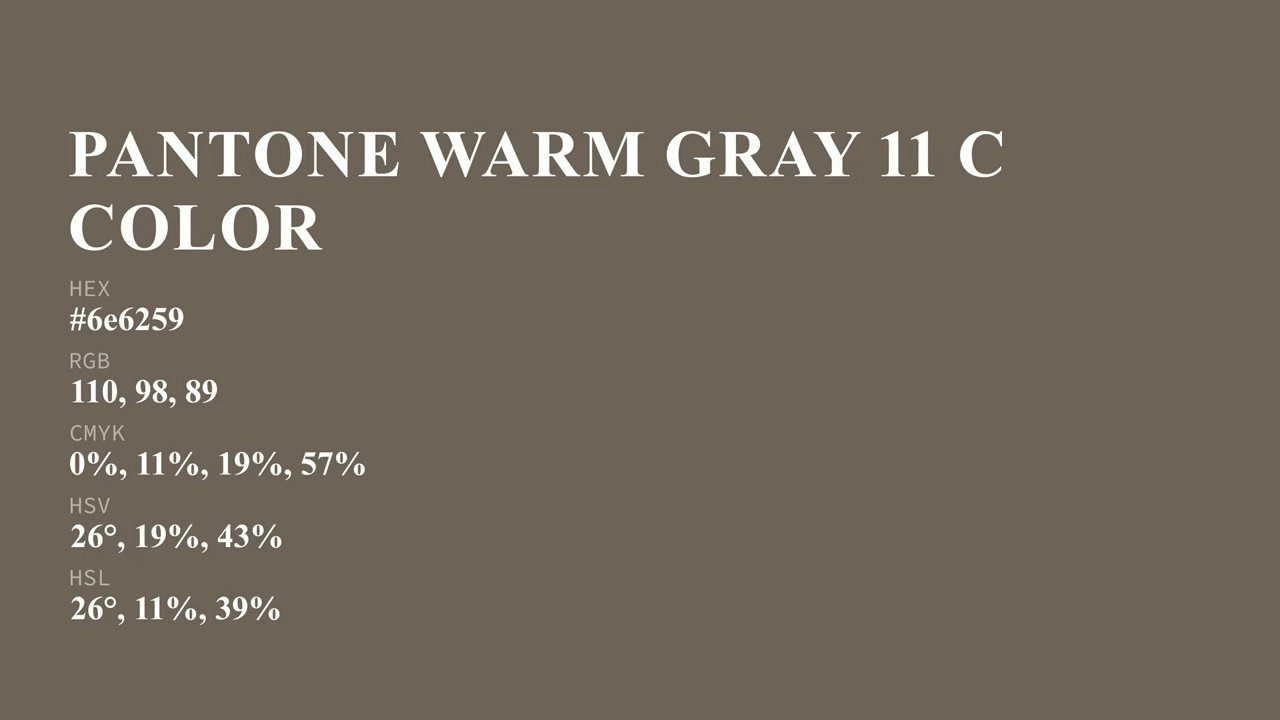 PANTONE WARM GRAY 11 C
COLOR
HEX
#6e6259
RGB
110, 98, 89
CMYK
0%, 11%, 19%, 57%
HSV
26°, 19%, 43%
HSL
26°, 11%, 39%